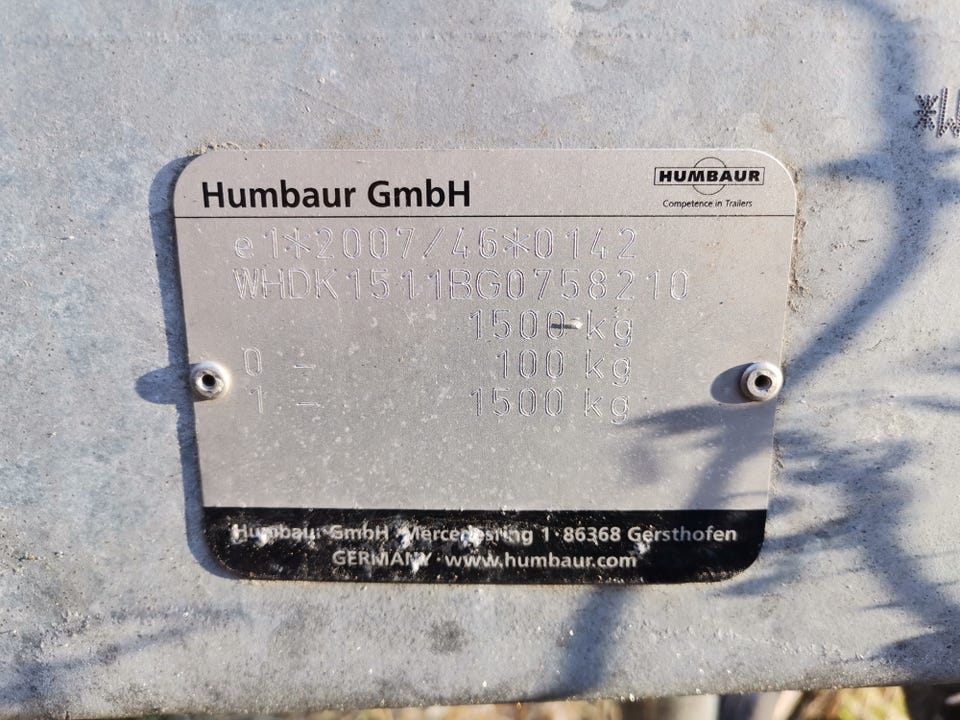 Humbaur GmbH
HUMBAUR
Competence in Trailers
e1*2007/46*0142
WHDK1511BG0758210
1500 kg
0 - 100 kg
1 - 1500 kg
Humbaur GmbH · Mercedesring 1 · 86368 Gersthofen
GERMANY · www.humbaur.com
*W